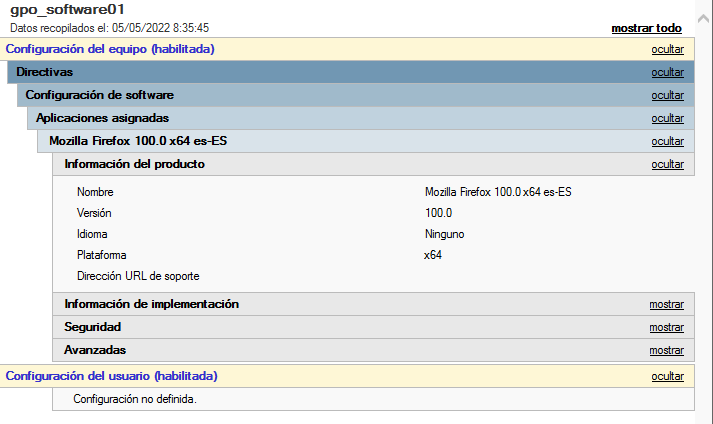 gpo_software01
Datos recopilados el: 05/05/2022 8:35:45 mostrar todo
Configuración del equipo (habilitada) ocultar
Directivas ocultar
Configuración de software ocultar
Aplicaciones asignadas ocultar
Mozilla Firefox 100.0 x64 es-ES ocultar
Información del producto ocultar
Nombre Mozilla Firefox 100.0 x64 es-ES
Versión 100.0
Idioma Ninguno
Plataforma x64
Dirección URL de soporte
Información de implementación mostrar
Seguridad mostrar
Avanzadas mostrar
Configuración del usuario (habilitada) ocultar
Configuración no definida.